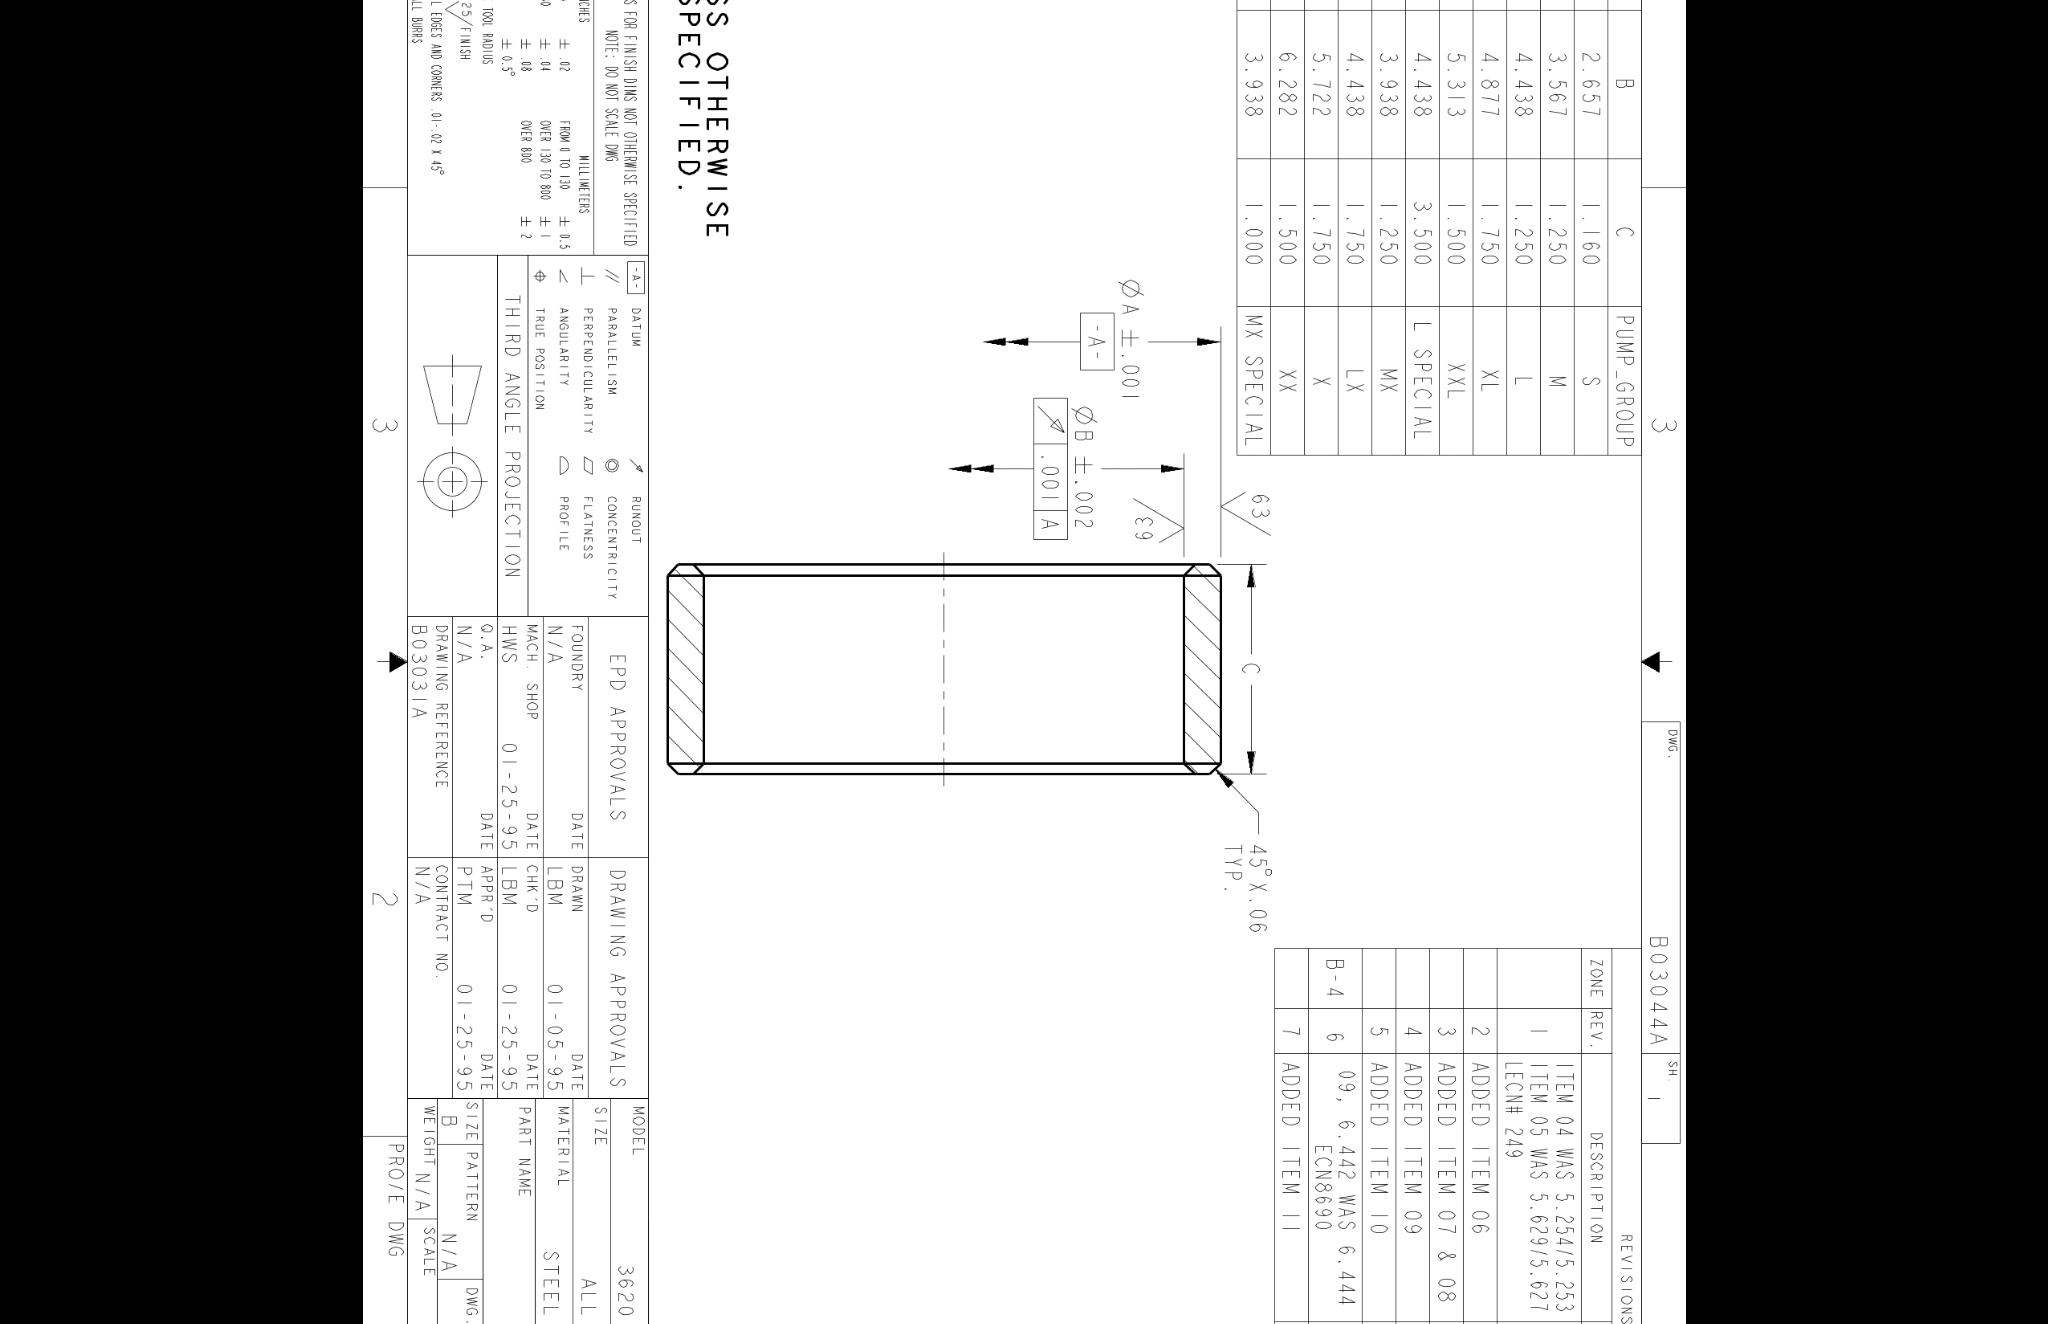 DWG. B03044A SH. 1
3
B C PUMP_GROUP
2.657 1.160 S
3.567 1.250 M
4.438 1.250 L
4.877 1.750 XL
5.313 1.500 XXL
4.438 3.500 L SPECIAL
3.938 1.250 MX
4.438 1.750 LX
5.722 1.750 X
6.282 1.500 XX
3.938 1.000 MX SPECIAL
REVISIONS
ZONE REV. DESCRIPTION
1 ITEM 04 WAS 5.254/5.253
ITEM 05 WAS 5.629/5.627
LECN# 249
2 ADDED ITEM 06
3 ADDED ITEM 07 & 08
4 ADDED ITEM 09
5 ADDED ITEM 10
B-4 6 09, 6.442 WAS 6.444
ECN8690
7 ADDED ITEM 11
63
C
45° X .06
TYP.
ØA ±.001
-A-
63
ØB ±.002
.001 A
OTHERWISE
SPECIFIED.
FOR FINISH DIMS NOT OTHERWISE SPECIFIED
NOTE: DO NOT SCALE DWG
MILLIMETERS
± .02 FROM 0 TO 130 ± 0.5
± .04 OVER 130 TO 800 ± 1
± .08 OVER 800 ± 2
± 0.5°
TOOL RADIUS
FINISH
EDGES AND CORNERS .01-.02 X 45°
BURRS
-A- DATUM RUNOUT
// PARALLELISM ◎ CONCENTRICITY
⊥ PERPENDICULARITY ▱ FLATNESS
∠ ANGULARITY ⌓ PROFILE
⌖ TRUE POSITION
THIRD ANGLE PROJECTION
EPD APPROVALS
FOUNDRY DATE
N/A
MACH. SHOP DATE
HWS 01-25-95
Q.A. DATE
N/A
DRAWING REFERENCE
B03031A
DRAWING APPROVALS
DRAWN DATE
LBM 01-05-95
CHK'D DATE
LBM 01-25-95
APPR'D DATE
PTM 01-25-95
CONTRACT NO.
N/A
MODEL 3620
SIZE ALL
MATERIAL STEEL
PART NAME
SIZE B PATTERN N/A DWG.
WEIGHT N/A SCALE
3
2
PRO/E DWG